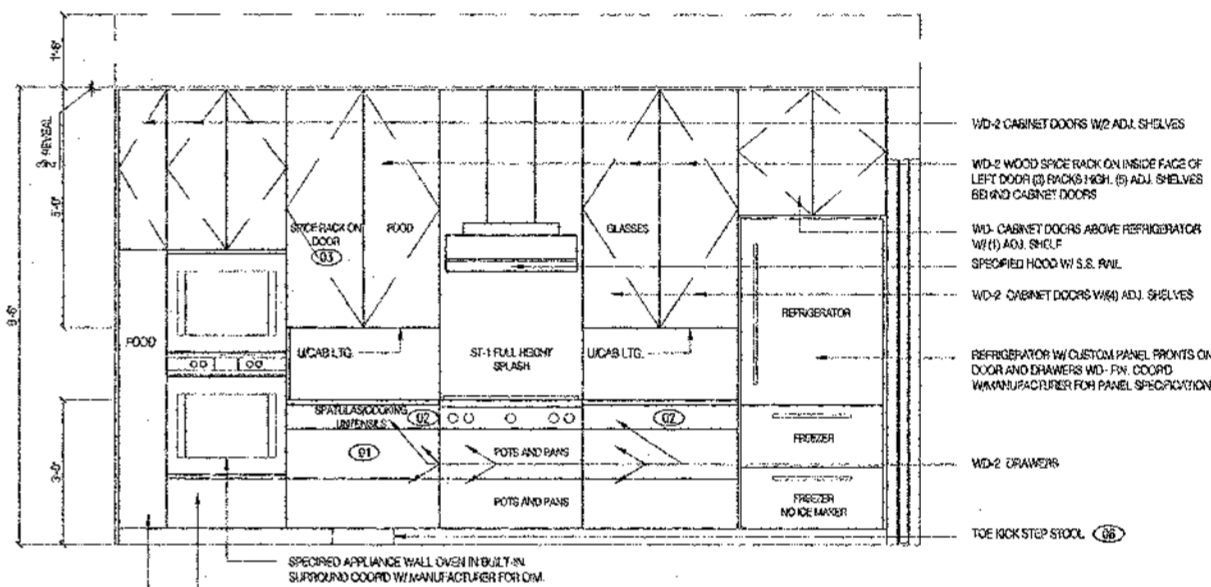 1'-6"
WD-2 CABINET DOORS W/2 ADJ. SHELVES
REVEAL
WD-2 WOOD SPICE RACK ON INSIDE FACE OF
LEFT DOOR (3) RACKS HIGH. (5) ADJ. SHELVES
BEHIND CABINET DOORS
5'-0"
SPICE RACK ON
DOOR
03
FOOD
GLASSES
WD- CABINET DOORS ABOVE REFRIGERATOR
W/ (1) ADJ. SHELF
SPECIFIED HOOD W/ S.S. RAIL
WD-2 CABINET DOORS W/(4) ADJ. SHELVES
REFRIGERATOR
FOOD
U/CAB LTG.
ST-1 FULL HEIGHT
SPLASH
U/CAB LTG.
REFRIGERATOR W/ CUSTOM PANEL FRONTS ON
DOOR AND DRAWERS WD- FIN. COORD
W/MANUFACTURER FOR PANEL SPECIFICATION
SPATULAS/COOKING
UNTENSILS
02
02
FREEZER
01
POTS AND PANS
WD-2 DRAWERS
3'-0"
POTS AND PANS
FREEZER
NO ICE MAKER
TOE KICK STEP STOOL 06
SPECIFIED APPLIANCE WALL OVEN IN BUILT-IN.
SURROUND COORD W/ MANUFACTURER FOR DIM.